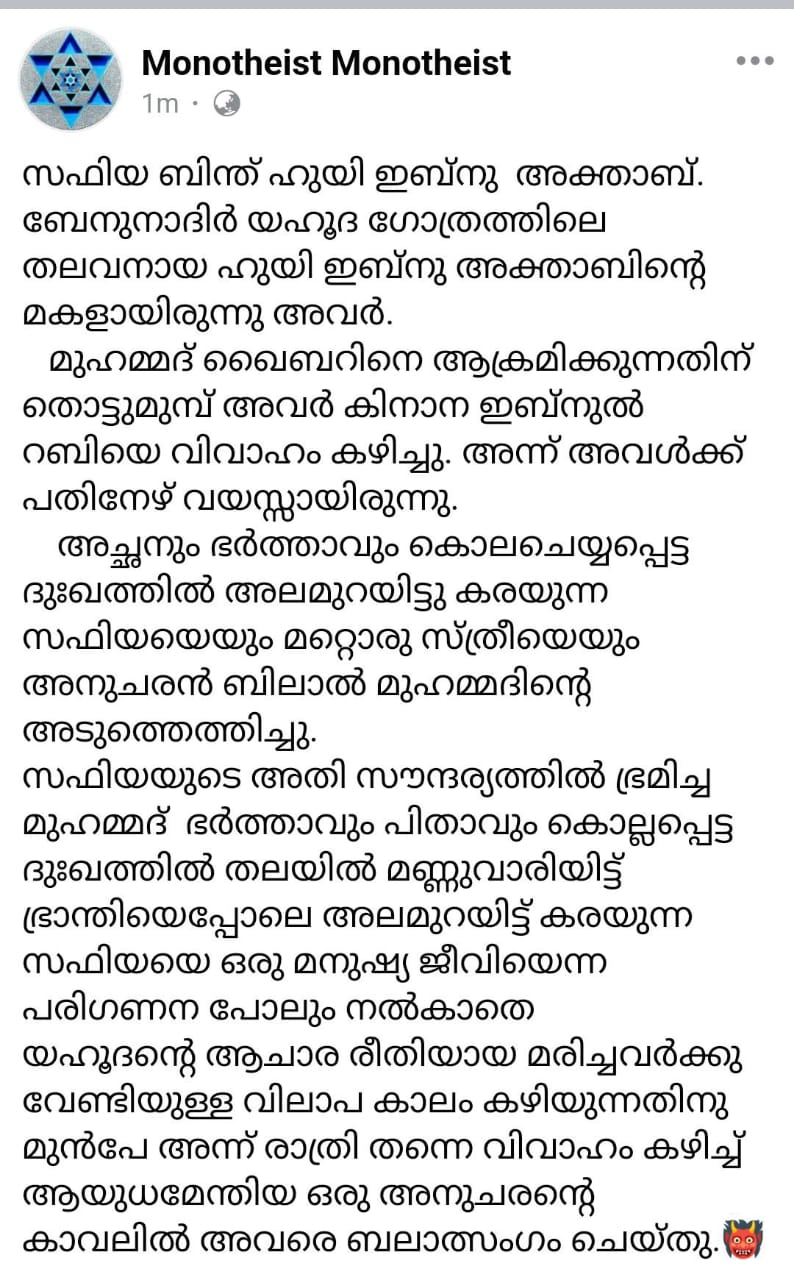 Monotheist Monotheist
1m ·
സഫിയ ബിന്ത് ഹുയി ഇബ്നു അക്താബ്.
ബേനുനാദിർ യഹൂദ ഗോത്രത്തിലെ
തലവനായ ഹുയി ഇബ്നു അക്താബിന്റെ
മകളായിരുന്നു അവർ.
മുഹമ്മദ് ഖൈബറിനെ ആക്രമിക്കുന്നതിന്
തൊട്ടുമുമ്പ് അവർ കിനാന ഇബ്നുൽ
റബിയെ വിവാഹം കഴിച്ചു. അന്ന് അവൾക്ക്
പതിനേഴ് വയസ്സായിരുന്നു.
അച്ഛനും ഭർത്താവും കൊലചെയ്യപ്പെട്ട
ദുഃഖത്തിൽ അലമുറയിട്ടു കരയുന്ന
സഫിയയെയും മറ്റൊരു സ്ത്രീയെയും
അനുചരൻ ബിലാൽ മുഹമ്മദിന്റെ
അടുത്തെത്തിച്ചു.
സഫിയയുടെ അതി സൗന്ദര്യത്തിൽ ഭ്രമിച്ച
മുഹമ്മദ് ഭർത്താവും പിതാവും കൊല്ലപ്പെട്ട
ദുഃഖത്തിൽ തലയിൽ മണ്ണുവാരിയിട്ട്
ഭ്രാന്തിയെപ്പോലെ അലമുറയിട്ട് കരയുന്ന
സഫിയയെ ഒരു മനുഷ്യ ജീവിയെന്ന
പരിഗണന പോലും നൽകാതെ
യഹൂദന്റെ ആചാര രീതിയായ മരിച്ചവർക്കു
വേണ്ടിയുള്ള വിലാപ കാലം കഴിയുന്നതിനു
മുൻപേ അന്ന് രാത്രി തന്നെ വിവാഹം കഴിച്ച്
ആയുധമേന്തിയ ഒരു അനുചരന്റെ
കാവലിൽ അവരെ ബലാത്സംഗം ചെയ്തു.👹